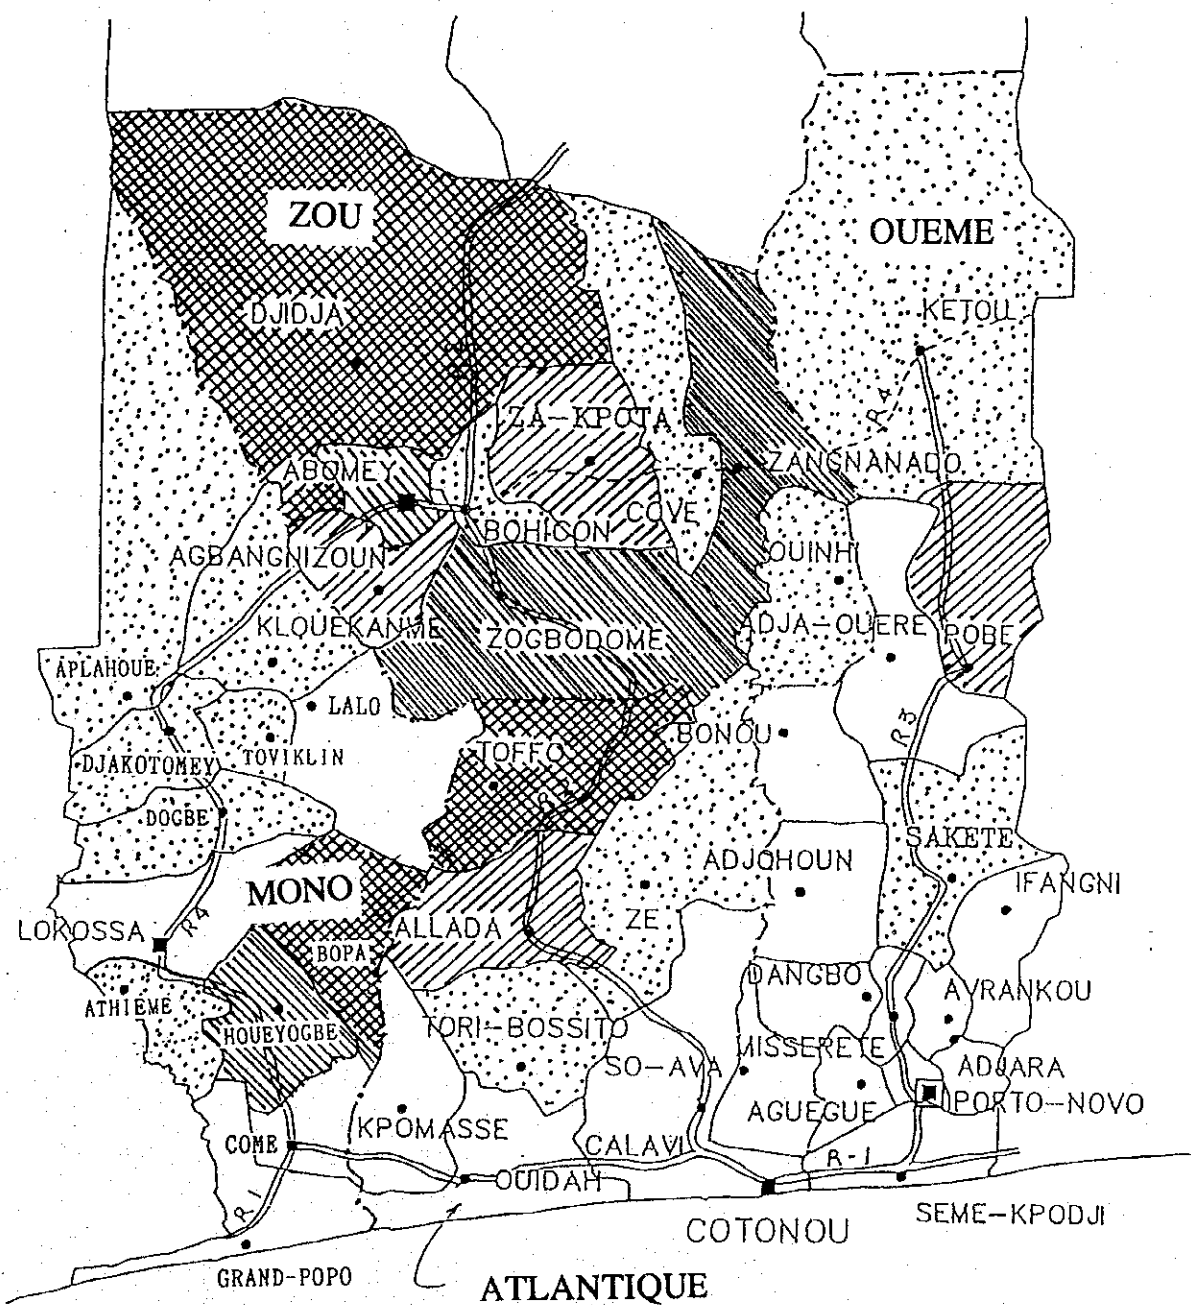 ZOU
OUEME
DJIDJA
KETOU
R4
ZA-KPOTA
ABOMEY
ZANGNANADO
COVE
BOHICON
AGBANGNIZOUN
OUINHI
KLOUEKANME
ZOGBODOME
ADJA-OUERE
POBE
APLAHOUE
LALO
R3
BONOU
DJAKOTOMEY
TOVIKLIN
TOFFO
DOGBE
SAKETE
ADJOHOUN
IFANGNI
MONO
LOKOSSA
R4
ALLADA
ZE
BOPA
DANGBO
AVRANKOU
ATHIEME
HOUEYOGBE
TORI-BOSSITO
MISSERETE
SO-AVA
ADJARA
AGUEGUE
PORTO-NOVO
KPOMASSE
COME
CALAVI
R-1
OUIDAH
R1
SEME-KPODJI
COTONOU
GRAND-POPO
ATLANTIQUE